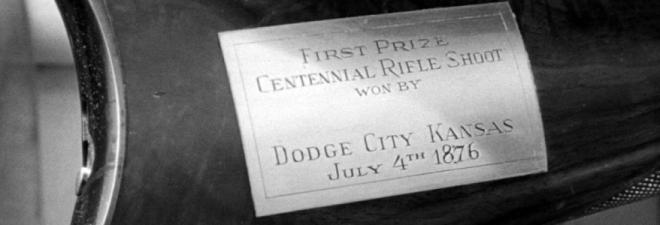 First Prize
Centennial Rifle Shoot
won by
Dodge City Kansas
July 4th 1876